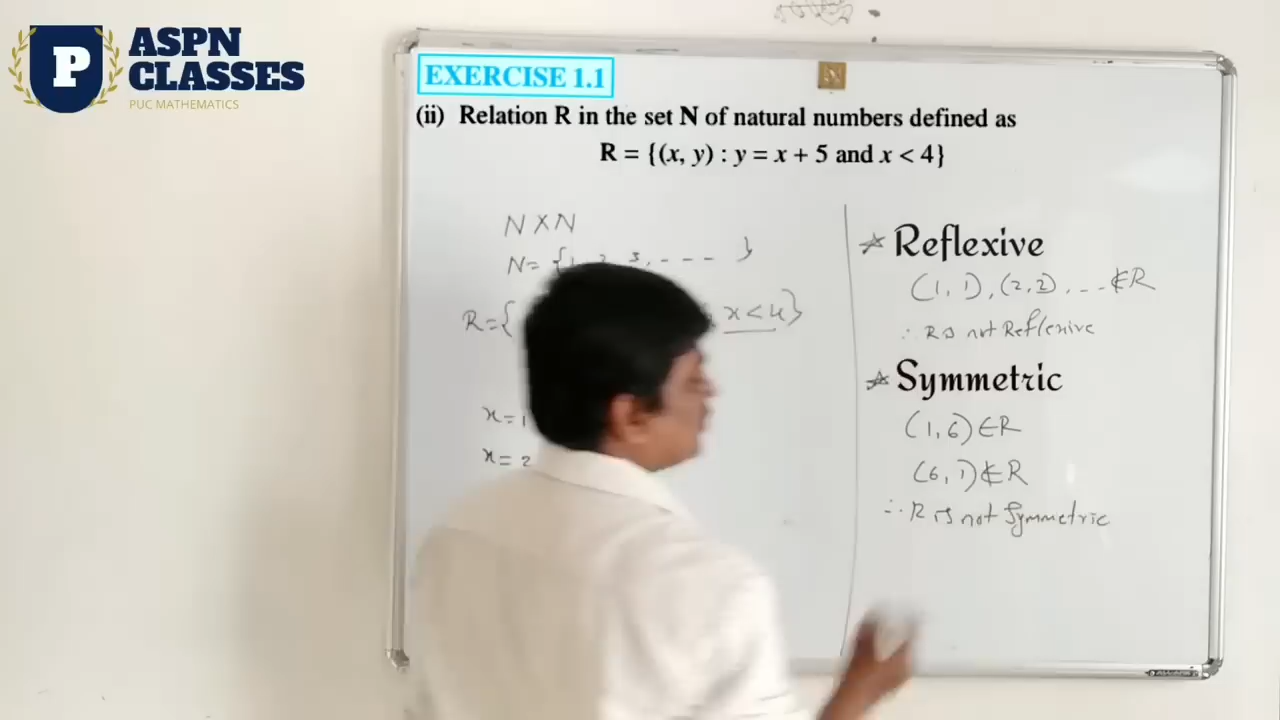 P
ASPN
CLASSES
PUC MATHEMATICS
EXERCISE 1.1
(ii) Relation R in the set N of natural numbers defined as
R = {(x, y) : y = x + 5 and x < 4}
N X N
N = {1, 2, 3, - - - - }
R = { x < 4}
x = 1
x = 2
☆ Reflexive
(1, 1), (2, 2), . - - ∉ R
∴ R is not Reflexive
☆ Symmetric
(1, 6) ∈ R
(6, 1) ∉ R
∴ R is not Symmetric